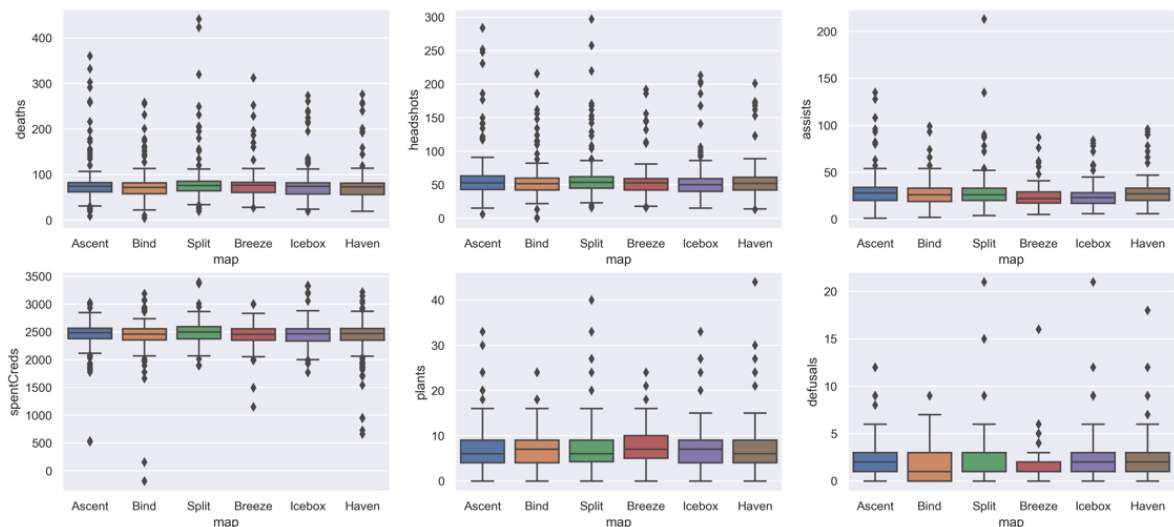 deaths
400
300
200
100
0
Ascent Bind Split Breeze Icebox Haven
map
headshots
300
250
200
150
100
50
0
Ascent Bind Split Breeze Icebox Haven
map
assists
200
150
100
50
0
Ascent Bind Split Breeze Icebox Haven
map
spentCreds
3500
3000
2500
2000
1500
1000
500
0
Ascent Bind Split Breeze Icebox Haven
map
plants
40
30
20
10
0
Ascent Bind Split Breeze Icebox Haven
map
defusals
20
15
10
5
0
Ascent Bind Split Breeze Icebox Haven
map